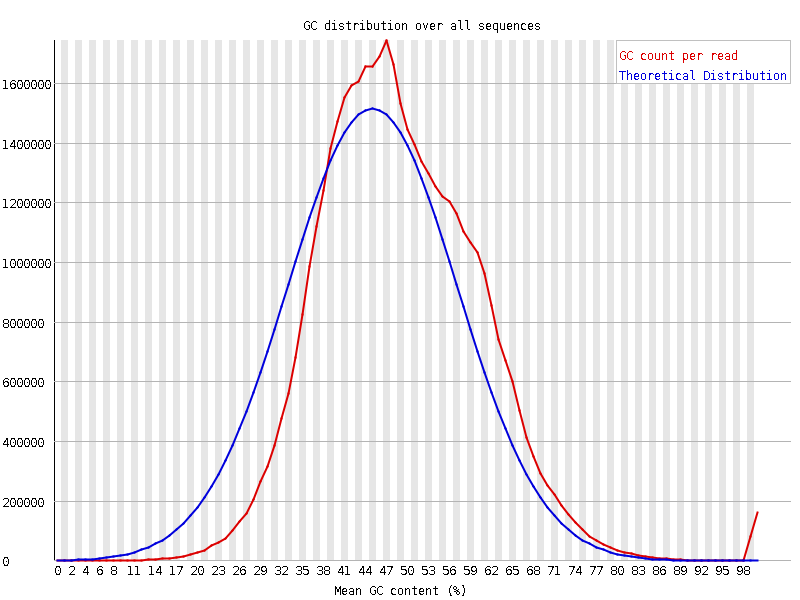 GC distribution over all sequences
GC count per read
Theoretical Distribution
1600000
1400000
1200000
1000000
800000
600000
400000
200000
0
0 2 4 6 8 11 14 17 20 23 26 29 32 35 38 41 44 47 50 53 56 59 62 65 68 71 74 77 80 83 86 89 92 95 98
Mean GC content (%)